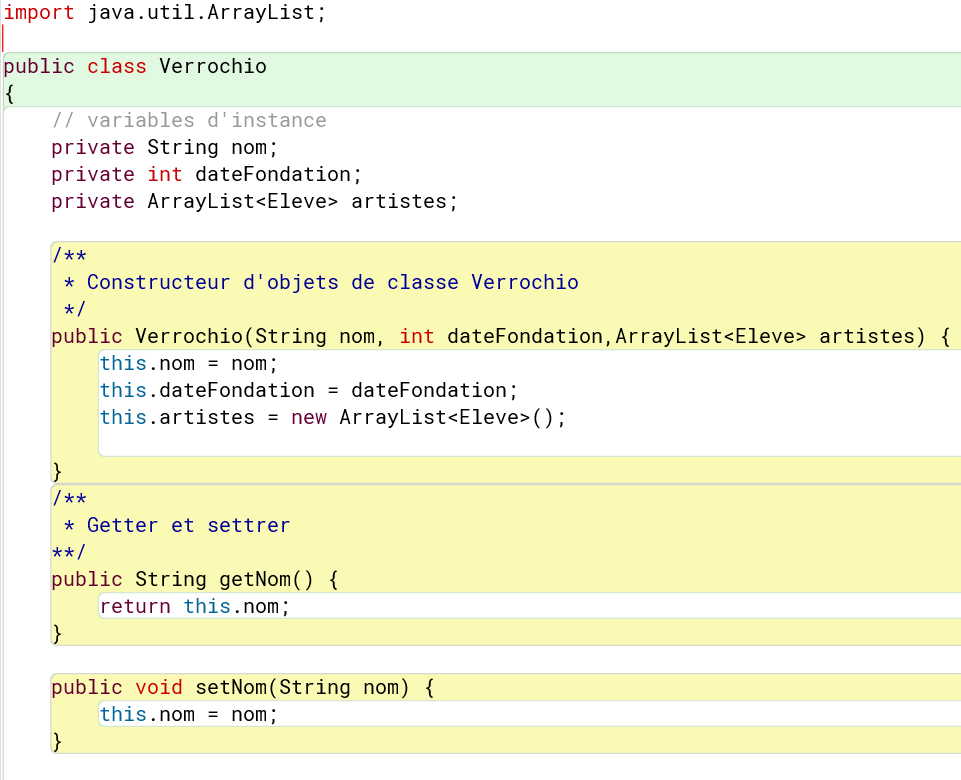 import java.util.ArrayList;
public class Verrochio
{
// variables d'instance
private String nom;
private int dateFondation;
private ArrayList<Eleve> artistes;
/**
* Constructeur d'objets de classe Verrochio
*/
public Verrochio(String nom, int dateFondation,ArrayList<Eleve> artistes) {
this.nom = nom;
this.dateFondation = dateFondation;
this.artistes = new ArrayList<Eleve>();
}
/**
* Getter et settrer
**/
public String getNom() {
return this.nom;
}
public void setNom(String nom) {
this.nom = nom;
}